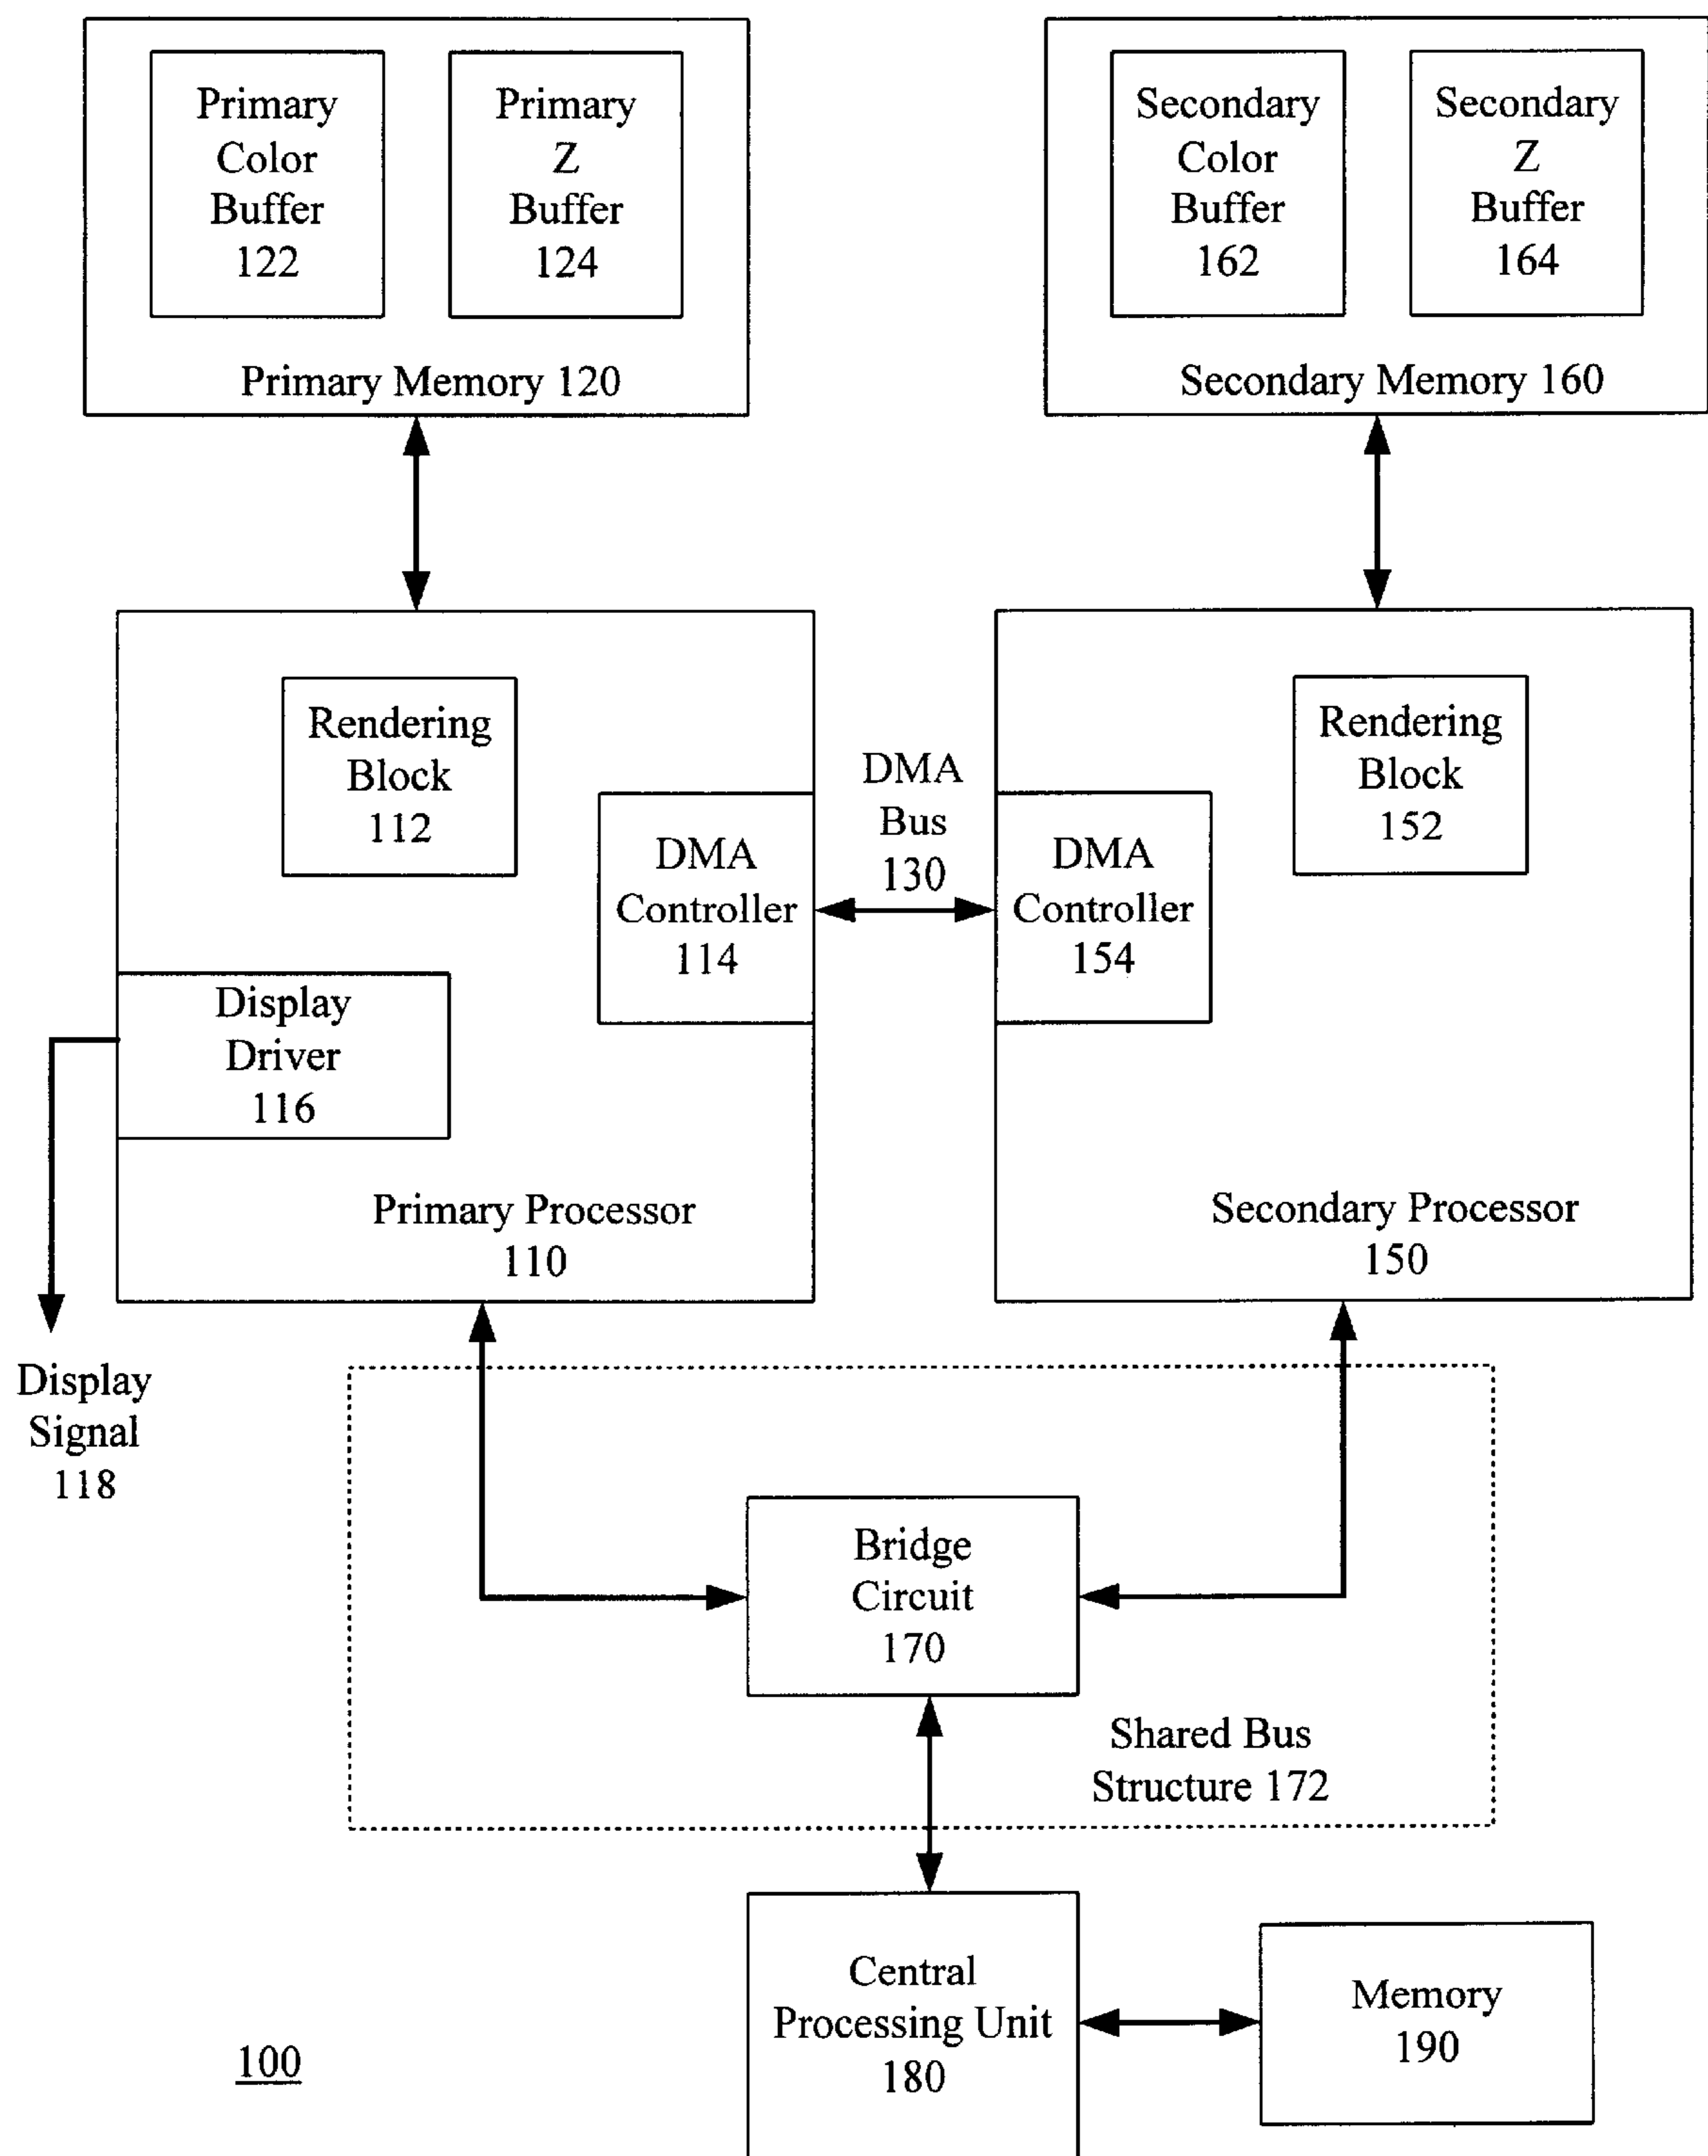 Primary
Color
Buffer
122
Primary
Z
Buffer
124
Primary Memory 120
Secondary
Color
Buffer
162
Secondary
Z
Buffer
164
Secondary Memory 160
Rendering
Block
112
DMA
Controller
114
Display
Driver
116
Primary Processor
110
DMA
Bus
130
Rendering
Block
152
DMA
Controller
154
Secondary Processor
150
Display
Signal
118
Bridge
Circuit
170
Shared Bus
Structure 172
Central
Processing Unit
180
Memory
190
100